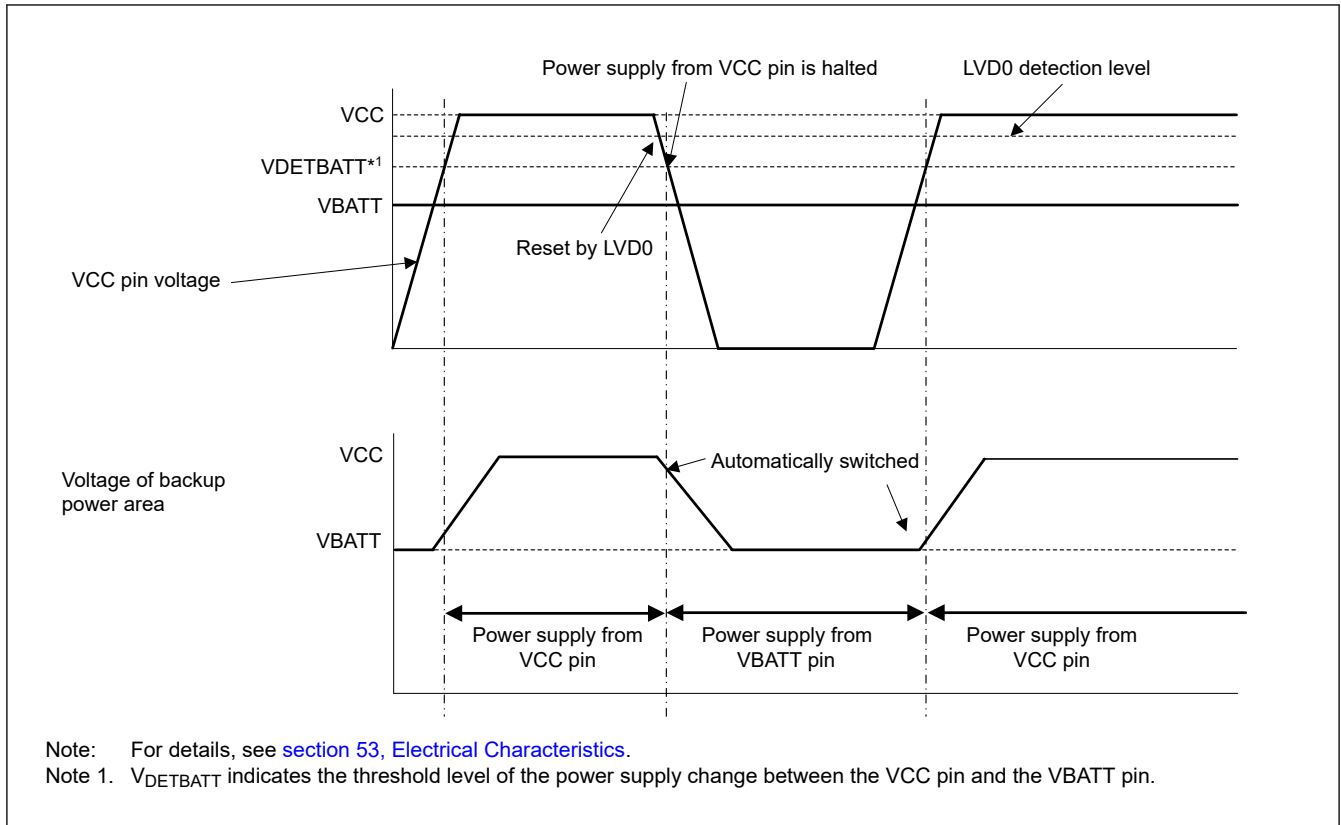 Power supply from VCC pin is halted
LVD0 detection level
VCC
VDETBATT*1
VBATT
Reset by LVD0
VCC pin voltage
VCC
Automatically switched
Voltage of backup
power area
VBATT
Power supply from
VCC pin
Power supply from
VBATT pin
Power supply from
VCC pin
Note: For details, see section 53, Electrical Characteristics.
Note 1. VDETBATT indicates the threshold level of the power supply change between the VCC pin and the VBATT pin.